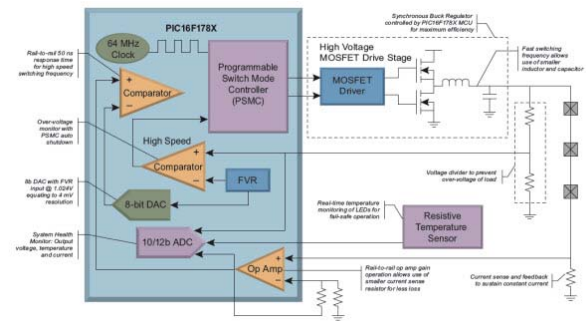 PIC16F178X
64 MHz
Clock
Programmable
Switch Mode
Controller
(PSMC)
Synchronous Buck Regulator
controlled by PIC16F178X MCU
for maximum efficiency
High Voltage
MOSFET Drive Stage
MOSFET
Driver
Fast switching
frequency allows
use of smaller
inductor and capacitor
Rail-to-rail 50 ns
response time
for high speed
switching frequency
+
Comparator
–
Over-voltage
monitor with
PSMC auto
shutdown
High Speed
+
Comparator
–
FVR
8b DAC with FVR
input @ 1.024V
equating to 4 mV
resolution
8-bit DAC
Voltage divider to prevent
over-voltage of load
System Health
Monitor: Output
voltage, temperature
and current
10/12b ADC
Real-time temperature
monitoring of LEDs for
fail-safe operation
Resistive
Temperature
Sensor
+
Op Amp
–
Rail-to-rail op amp gain
operation allows use of
smaller current sense
resistor for less loss
Current sense and feedback
to sustain constant current